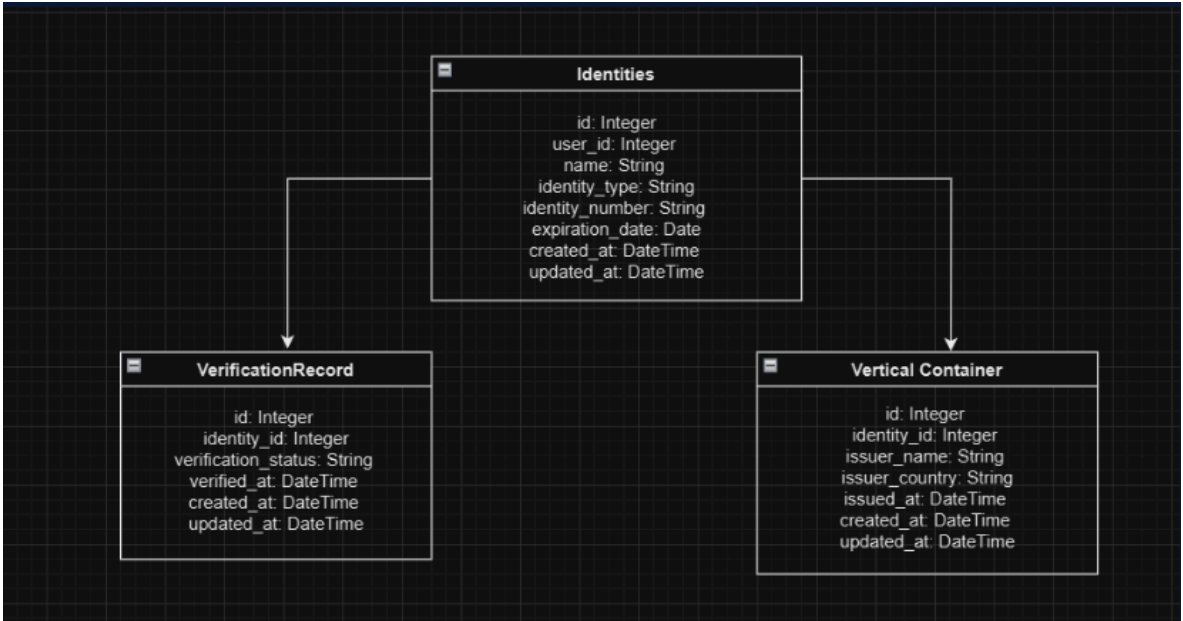 Identities
id: Integer
user_id: Integer
name: String
identity_type: String
identity_number: String
expiration_date: Date
created_at: DateTime
updated_at: DateTime
VerificationRecord
id: Integer
identity_id: Integer
verification_status: String
verified_at: DateTime
created_at: DateTime
updated_at: DateTime
Vertical Container
id: Integer
identity_id: Integer
issuer_name: String
issuer_country: String
issued_at: DateTime
created_at: DateTime
updated_at: DateTime